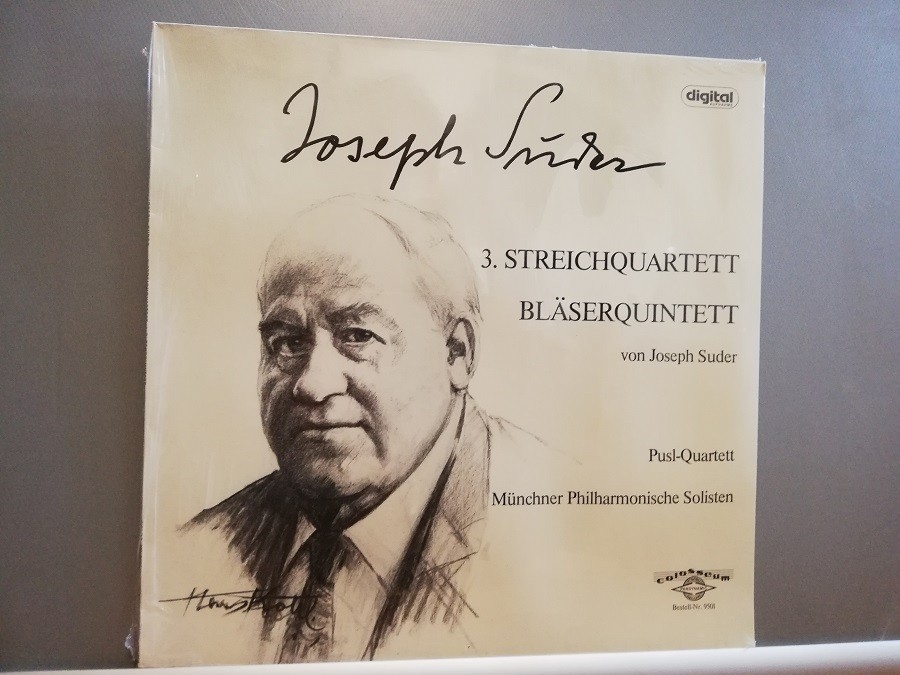 digital
Joseph Suder
3. STREICHQUARTETT
BLÄSERQUINTETT
von Joseph Suder
Pusl-Quartett
Münchner Philharmonische Solisten
colosseum
Bestell-Nr. 9501